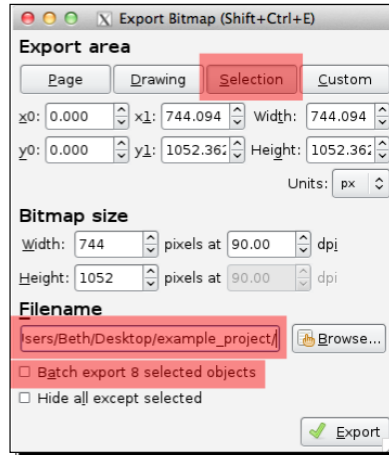 Export Bitmap (Shift+Ctrl+E)
Export area
Page Drawing Selection Custom
x0: 0.000 x1: 744.094 Width: 744.094
y0: 0.000 y1: 1052.362 Height: 1052.362
Units: px
Bitmap size
Width: 744 pixels at 90.00 dpi
Height: 1052 pixels at 90.00 dpi
Filename
sers/Beth/Desktop/example_project/ Browse...
Batch export 8 selected objects
Hide all except selected
Export